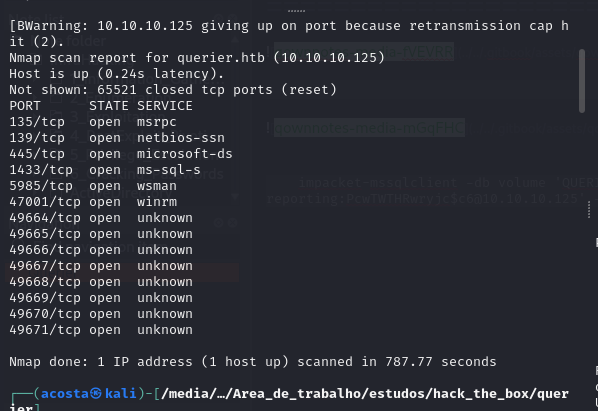 [BWarning: 10.10.10.125 giving up on port because retransmission cap h
it (2).
Nmap scan report for querier.htb (10.10.10.125)
Host is up (0.24s latency).
Not shown: 65521 closed tcp ports (reset)
PORT      STATE SERVICE
135/tcp   open  msrpc
139/tcp   open  netbios-ssn
445/tcp   open  microsoft-ds
1433/tcp  open  ms-sql-s
5985/tcp  open  wsman
47001/tcp open  winrm
49664/tcp open  unknown
49665/tcp open  unknown
49666/tcp open  unknown
49667/tcp open  unknown
49668/tcp open  unknown
49669/tcp open  unknown
49670/tcp open  unknown
49671/tcp open  unknown
Nmap done: 1 IP address (1 host up) scanned in 787.77 seconds
┌──(acosta㉿kali)-[/media/…/Area_de_trabalho/estudos/hack_the_box/quer
ier]